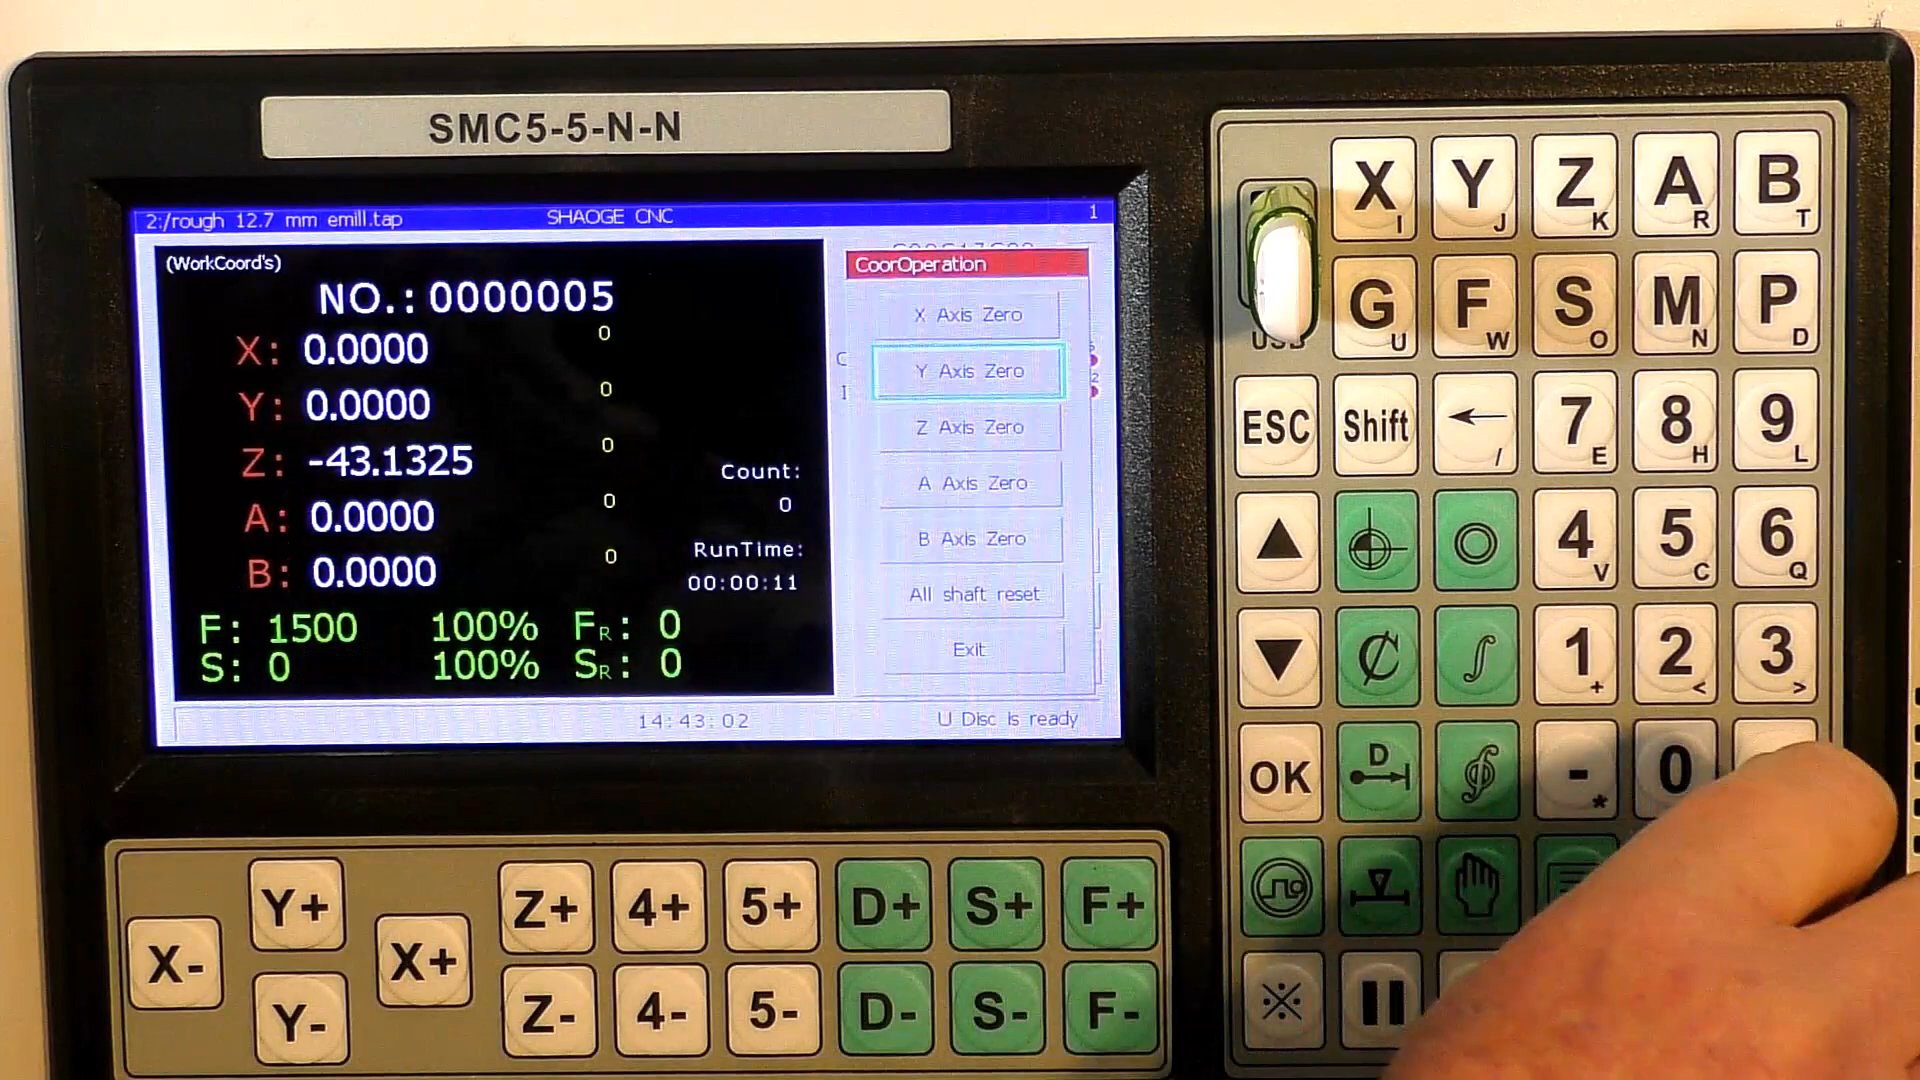 SMC5-5-N-N
2:/rough 12.7 mm emill.tap SHAOGE CNC 1
(WorkCoord's)
NO.: 0000005
X: 0.0000 0
Y: 0.0000 0
Z: -43.1325 0
A: 0.0000 0
B: 0.0000 0
Count:
0
RunTime:
00:00:11
F: 1500 100% FR: 0
S: 0 100% SR: 0
CoorOperation
X Axis Zero
Y Axis Zero
Z Axis Zero
A Axis Zero
B Axis Zero
All shaft reset
Exit
14:43:02 U Disc is ready
USB
X I Y J Z K A R B T
G U F W S O M N P D
ESC Shift ← / 7 E 8 H 9 L
4 V 5 C 6 Q
1 + 2 < 3 >
OK D - * 0
Y+ Z+ 4+ 5+ D+ S+ F+
X- X+
Y- Z- 4- 5- D- S- F-